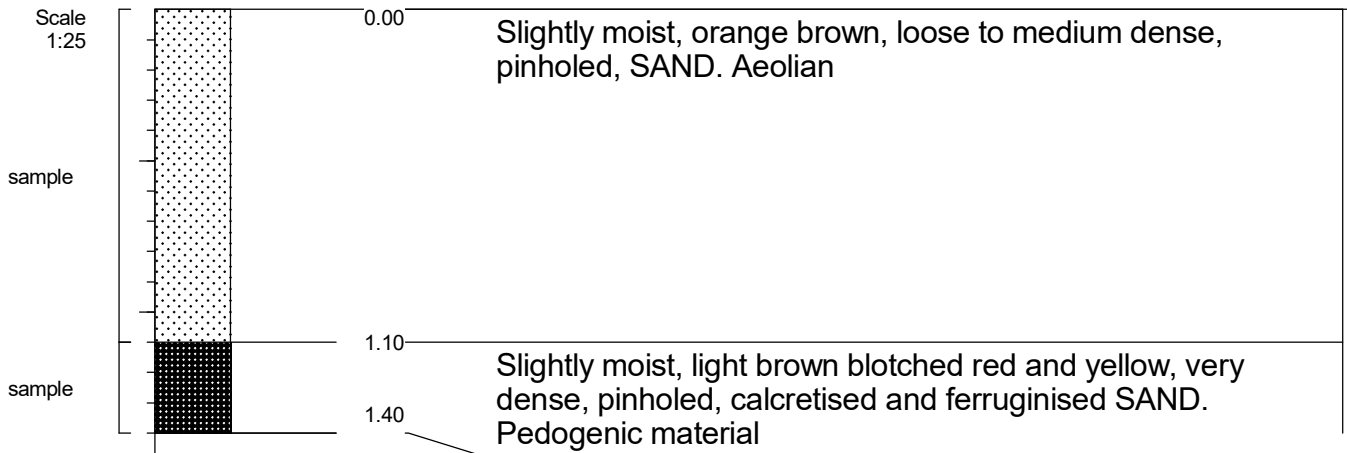 Scale
1:25
0.00
Slightly moist, orange brown, loose to medium dense,
pinholed, SAND. Aeolian
sample
1.10
Slightly moist, light brown blotched red and yellow, very
dense, pinholed, calcretised and ferruginised SAND.
Pedogenic material
sample
1.40